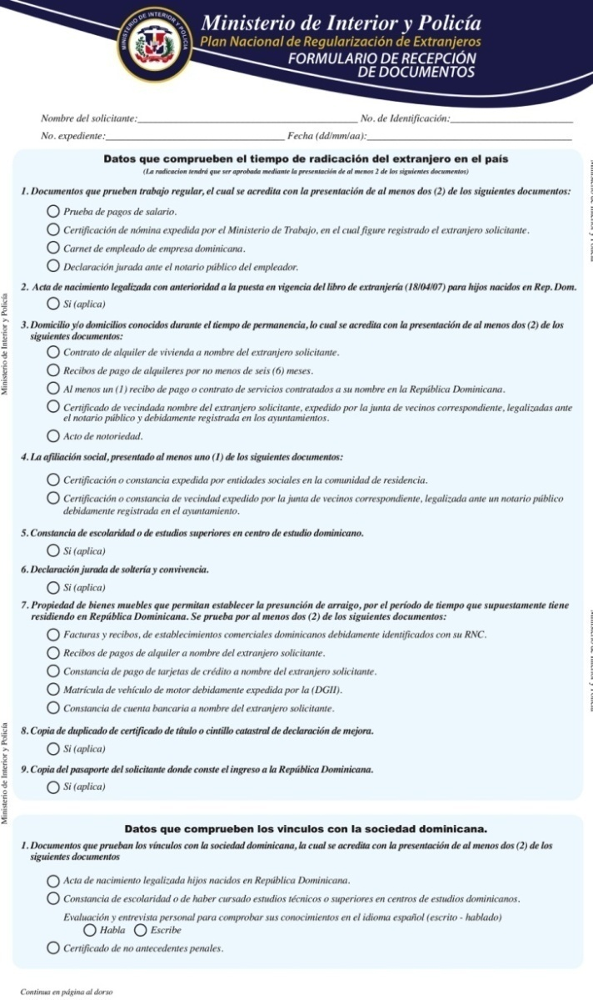 MINISTERIO DE INTERIOR Y POLICIA
Ministerio de Interior y Policía
Plan Nacional de Regularización de Extranjeros
FORMULARIO DE RECEPCIÓN
DE DOCUMENTOS
Nombre del solicitante: No. de Identificación:
No. expediente: Fecha (dd/mm/aa):
Datos que comprueben el tiempo de radicación del extranjero en el país
(La radicacion tendrá que ser aprobada mediante la presentación de al menos 2 de los siguientes documentos)
1. Documentos que prueben trabajo regular, el cual se acredita con la presentación de al menos dos (2) de los siguientes documentos:
Prueba de pagos de salario.
Certificación de nómina expedida por el Ministerio de Trabajo, en el cual figure registrado el extranjero solicitante.
Carnet de empleado de empresa dominicana.
Declaración jurada ante el notario público del empleador.
2. Acta de nacimiento legalizada con anterioridad a la puesta en vigencia del libro de extranjería (18/04/07) para hijos nacidos en Rep. Dom.
Si (aplica)
3. Domicilio y/o domicilios conocidos durante el tiempo de permanencia, lo cual se acredita con la presentación de al menos dos (2) de los
siguientes documentos:
Contrato de alquiler de vivienda a nombre del extranjero solicitante.
Recibos de pago de alquileres por no menos de seis (6) meses.
Al menos un (1) recibo de pago o contrato de servicios contratados a su nombre en la República Dominicana.
Certificado de vecindada nombre del extranjero solicitante, expedido por la junta de vecinos correspondiente, legalizadas ante
el notario público y debidamente registrada en los ayuntamientos.
Acto de notoriedad.
4. La afiliación social, presentado al menos uno (1) de los siguientes documentos:
Certificación o constancia expedida por entidades sociales en la comunidad de residencia.
Certificación o constancia de vecindad expedido por la junta de vecinos correspondiente, legalizada ante un notario público
debidamente registrada en el ayuntamiento.
5. Constancia de escolaridad o de estudios superiores en centro de estudio dominicano.
Si (aplica)
6. Declaración jurada de soltería y convivencia.
Si (aplica)
7. Propiedad de bienes muebles que permitan establecer la presunción de arraigo, por el período de tiempo que supuestamente tiene
residiendo en República Dominicana. Se prueba por al menos dos (2) de los siguientes documentos:
Facturas y recibos, de establecimientos comerciales dominicanos debidamente identificados con su RNC.
Recibos de pagos de alquiler a nombre del extranjero solicitante.
Constancia de pago de tarjetas de crédito a nombre del extranjero solicitante.
Matrícula de vehículo de motor debidamente expedida por la (DGII).
Constancia de cuenta bancaria a nombre del extranjero solicitante.
8. Copia de duplicado de certificado de título o cintillo catastral de declaración de mejora.
Si (aplica)
9. Copia del pasaporte del solicitante donde conste el ingreso a la República Dominicana.
Si (aplica)
Datos que comprueben los vinculos con la sociedad dominicana.
1. Documentos que prueban los vínculos con la sociedad dominicana, la cual se acredita con la presentación de al menos dos (2) de los
siguientes documentos
Acta de nacimiento legalizada hijos nacidos en República Dominicana.
Constancia de escolaridad o de haber cursado estudios técnicos o superiores en centros de estudios dominicanos.
Evaluación y entrevista personal para comprobar sus conocimientos en el idioma español (escrito - hablado)
Habla Escribe
Certificado de no antecedentes penales.
Continua en página al dorso
Ministerio de Interior y Policía
Ministerio de Interior y Policía